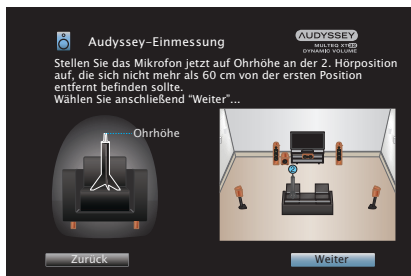 Audyssey-Einmessung
AUDYSSEY
MULTEQ XT32
DYNAMIC VOLUME
Stellen Sie das Mikrofon jetzt auf Ohrhöhe an der 2. Hörposition
auf, die sich nicht mehr als 60 cm von der ersten Position
entfernt befinden sollte.
Wählen Sie anschließend “Weiter”...
Ohrhöhe
2
Zurück
Weiter